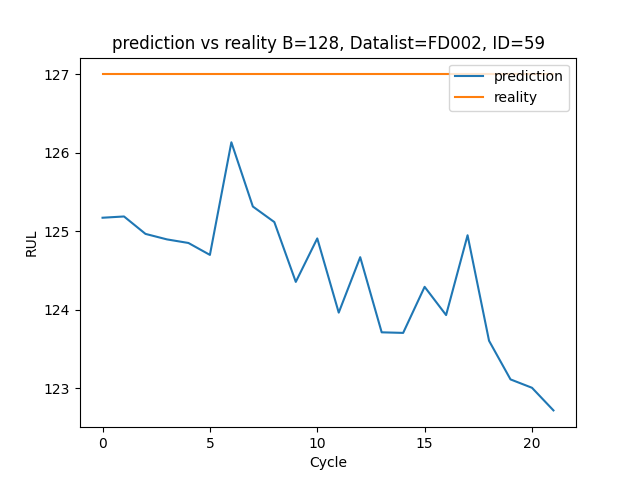 prediction vs reality B=128, Datalist=FD002, ID=59
127
126
125
124
123
RUL
prediction
reality
0
5
10
15
20
Cycle